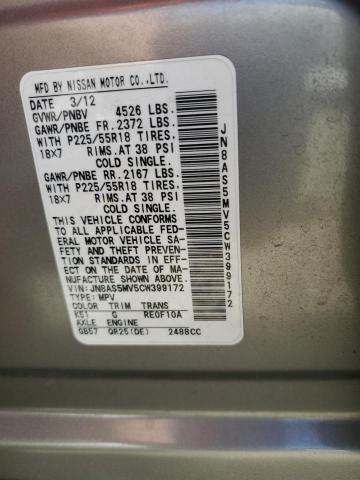 MFD BY NISSAN MOTOR CO.,LTD.
DATE 3/12
GVWR/PNBV 4526 LBS.
GAWR/PNBE FR. 2372 LBS.
WITH P225/55R18 TIRES,
18X7 RIMS. AT 38 PSI
COLD SINGLE.
GAWR/PNBE RR. 2167 LBS.
WITH P225/55R18 TIRES,
18X7 RIMS. AT 38 PSI
COLD SINGLE.
THIS VEHICLE CONFORMS
TO ALL APPLICABLE FED-
ERAL MOTOR VEHICLE SA-
FETY AND THEFT PREVEN-
TION STANDARDS IN EFFECT
ON THE DATE OF MA-
NUFACTURE SHOWN ABOVE.
VIN:JN8AS5MV5CW399172
TYPE: MPV
COLOR TRIM TRANS
K51 G RE0F10A
AXLE ENGINE
GB57 QR25(DE) 2488CC
JN8AS5MV5CW399172